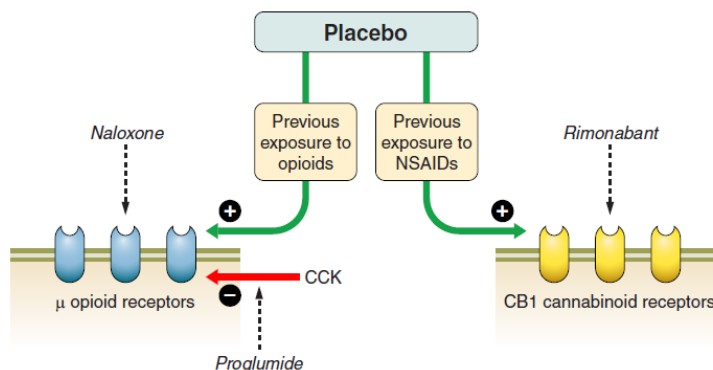 Placebo
Previous
exposure to
opioids
Previous
exposure to
NSAIDs
Naloxone
Rimonabant
+
+
CCK
−
μ opioid receptors
CB1 cannabinoid receptors
Proglumide